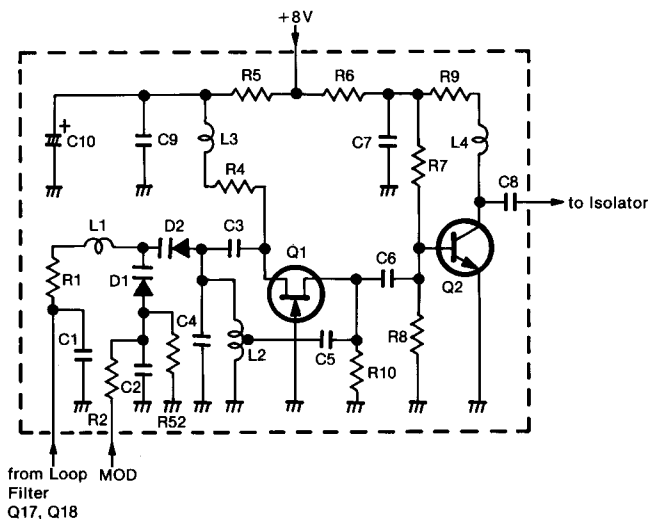 +8V
R5
R6
R9
C10
+
C9
L3
C7
R7
L4
C8
to Isolator
R4
L1
D2
C3
Q1
C6
Q2
R1
D1
C4
L2
C5
R8
C1
C2
R10
R2
R52
from Loop
Filter
Q17, Q18
MOD